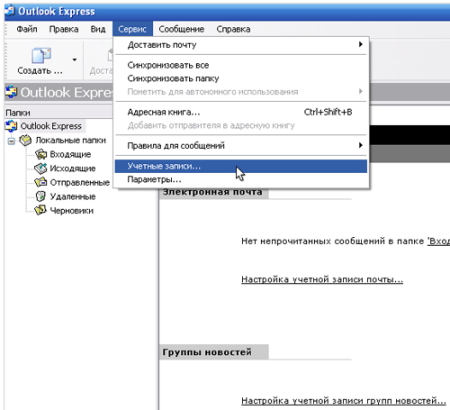 Outlook Express
Файл Правка Вид Сервис Сообщение Справка
Доставить почту
Создать ...
Синхронизовать все
Синхронизовать папку
Пометить для автономного использования
Outlook Expre
Адресная книга... Ctrl+Shift+B
Папки
Добавить отправителя в адресную книгу
Outlook Express
Локальные папки
Правила для сообщений
Входящие
Учетные записи...
Исходящие
Параметры...
Отправленные
Электронная почта
Удаленные
Черновики
Нет непрочитанных сообщений в папке 'Вход
Настройка учетной записи почты...
Группы новостей
Настройка учетной записи групп новостей...